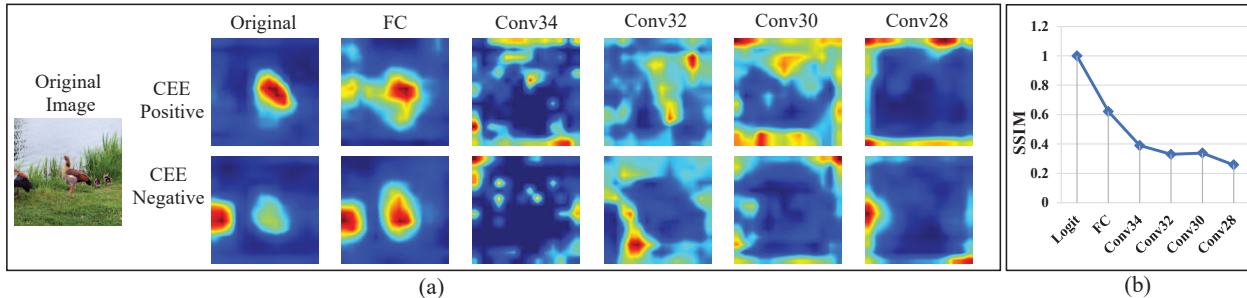 Original
FC
Conv34
Conv32
Conv30
Conv28
Original
Image
CEE
Positive
CEE
Negative
(a)
1.2
1
0.8
0.6
0.4
0.2
0
SSIM
Logit
FC
Conv34
Conv32
Conv30
Conv28
(b)